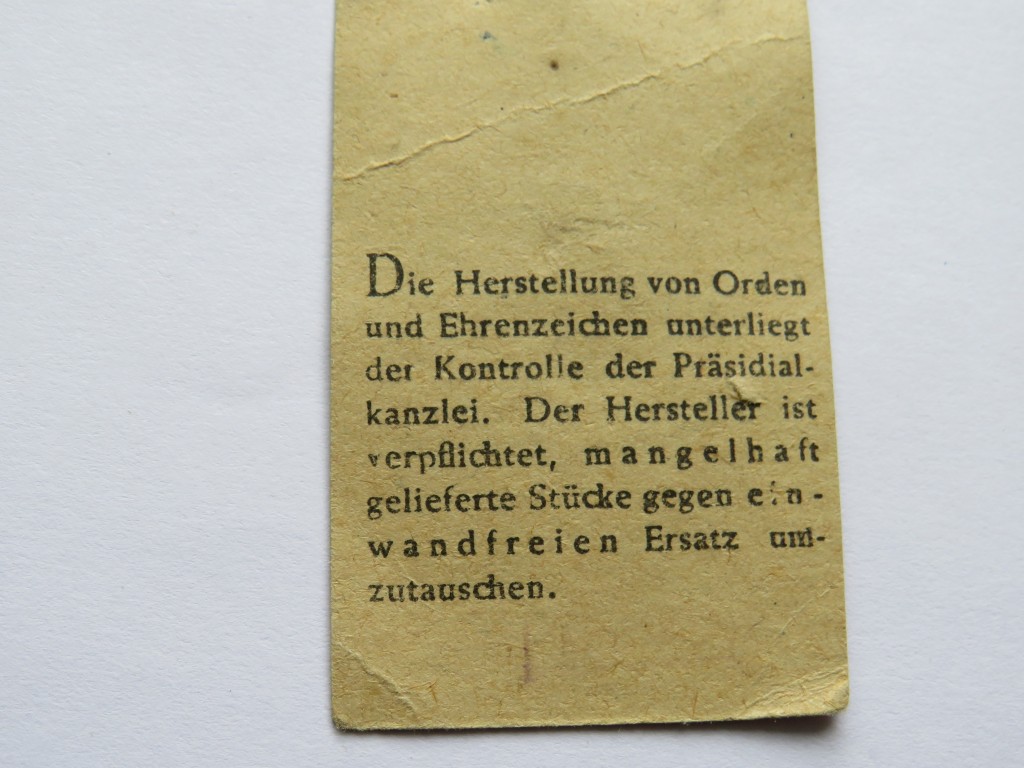 Die Herstellung von Orden
und Ehrenzeichen unterliegt
der Kontrolle der Präsidial-
kanzlei. Der Hersteller ist
verpflichtet, mangelhaft
gelieferte Stücke gegen ein-
wandfreien Ersatz um-
zutauschen.